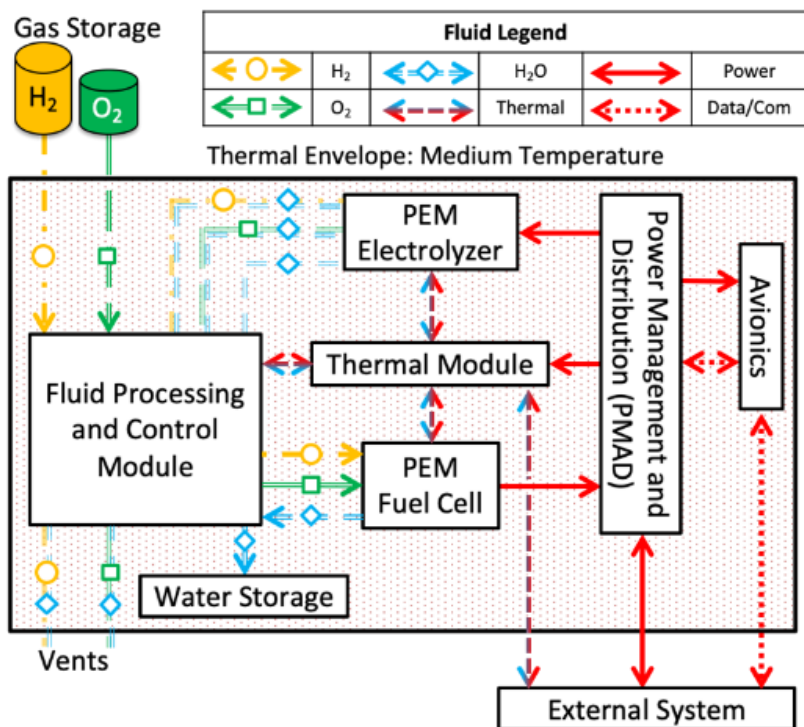 Gas Storage
H2
O2
Fluid Legend
H2
H2O
Power
O2
Thermal
Data/Com
Thermal Envelope: Medium Temperature
PEM
Electrolyzer
Power Management and
Distribution (PMAD)
Avionics
Thermal Module
Fluid Processing
and Control
Module
PEM
Fuel Cell
Water Storage
Vents
External System